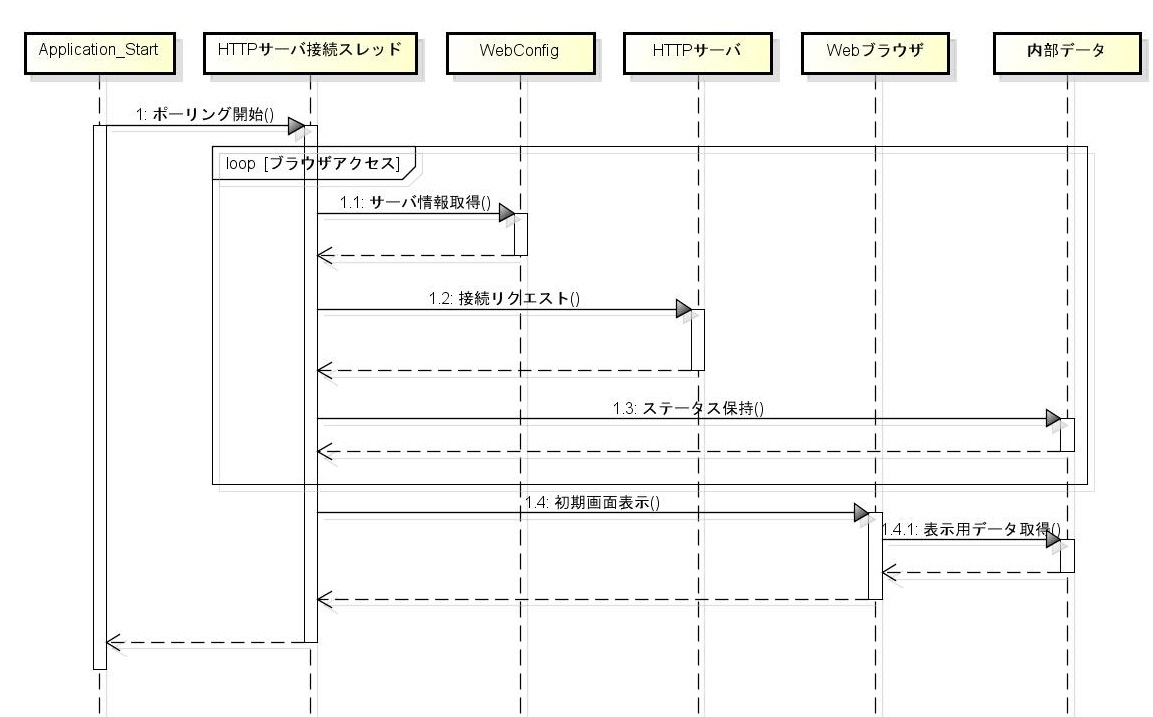 Application_Start
HTTPサーバ接続スレッド
WebConfig
HTTPサーバ
Webブラウザ
内部データ
1: ポーリング開始()
loop [ブラウザアクセス]
1.1: サーバ情報取得()
1.2: 接続リクエスト()
1.3: ステータス保持()
1.4: 初期画面表示()
1.4.1: 表示用データ取得()